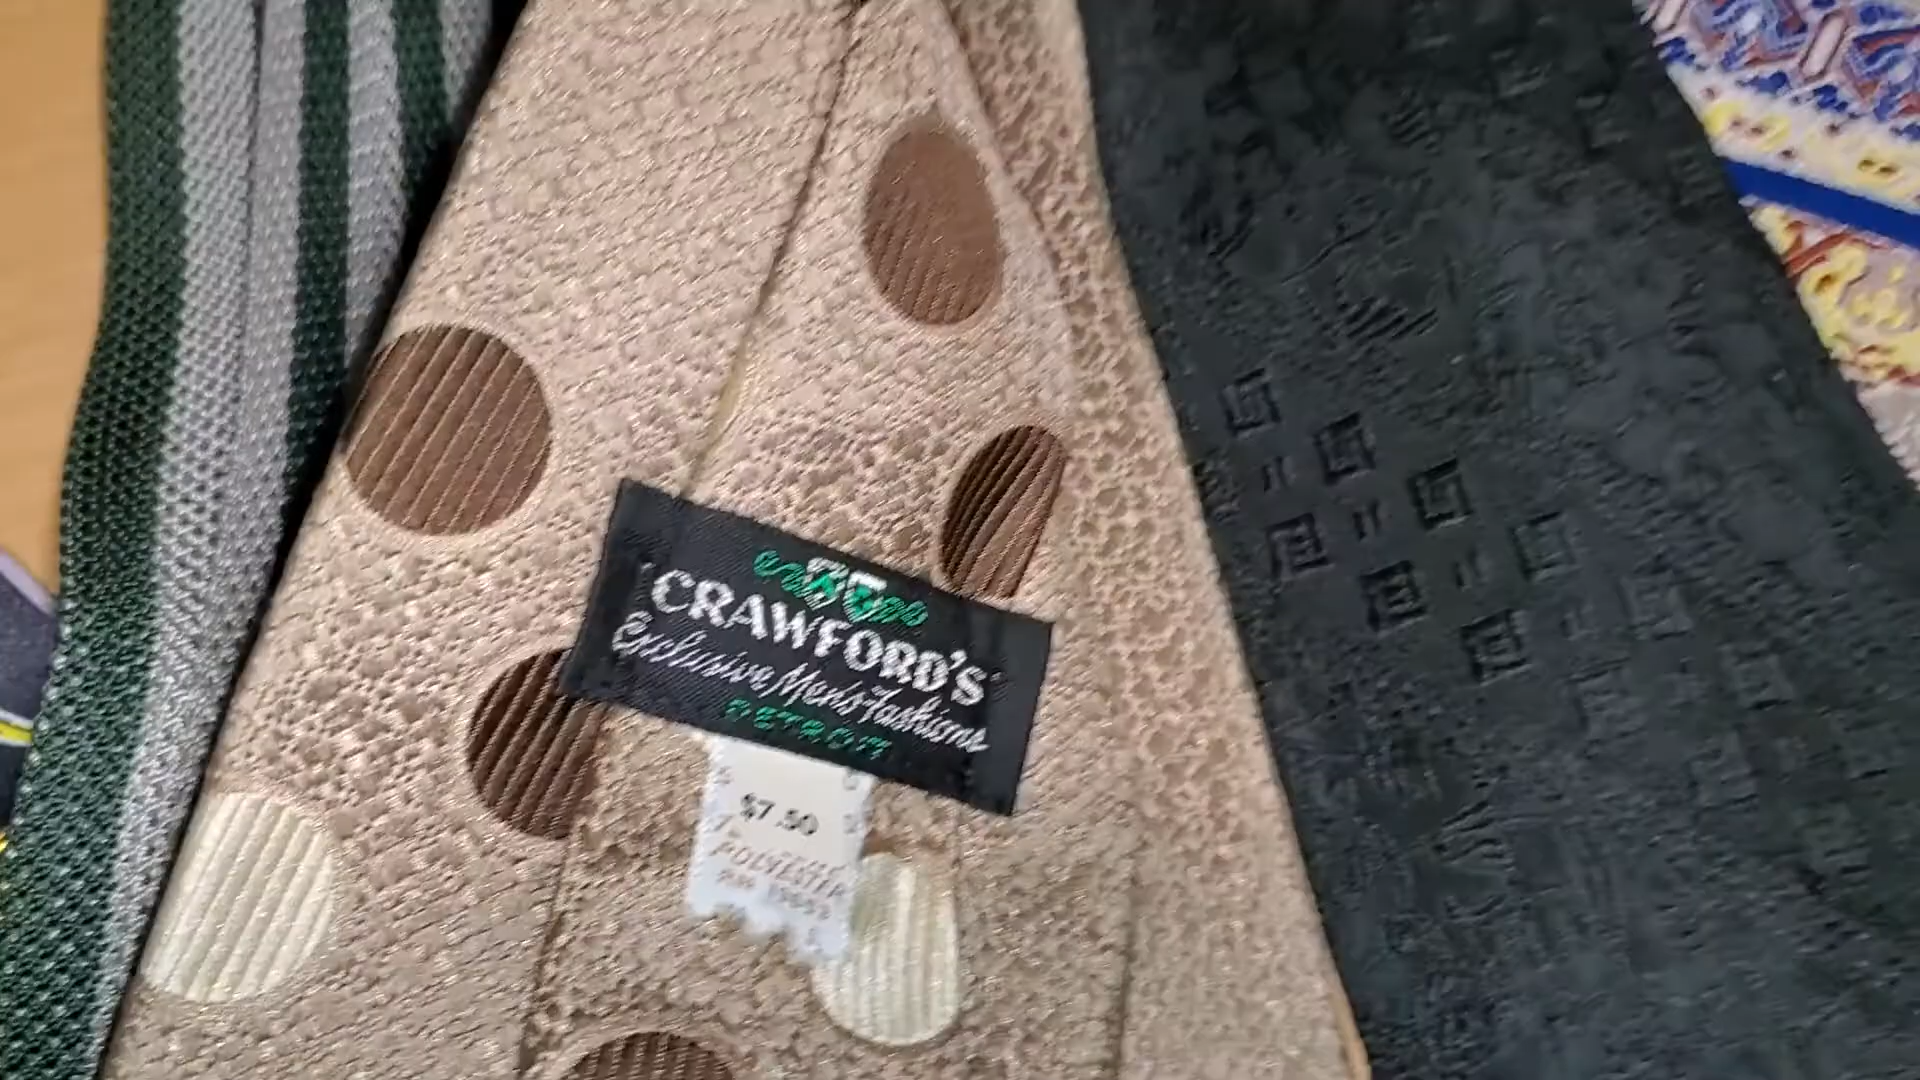 CRAWFORD'S
Exclusive Men's Fashions
DETROIT
$7.50
POLYESTER